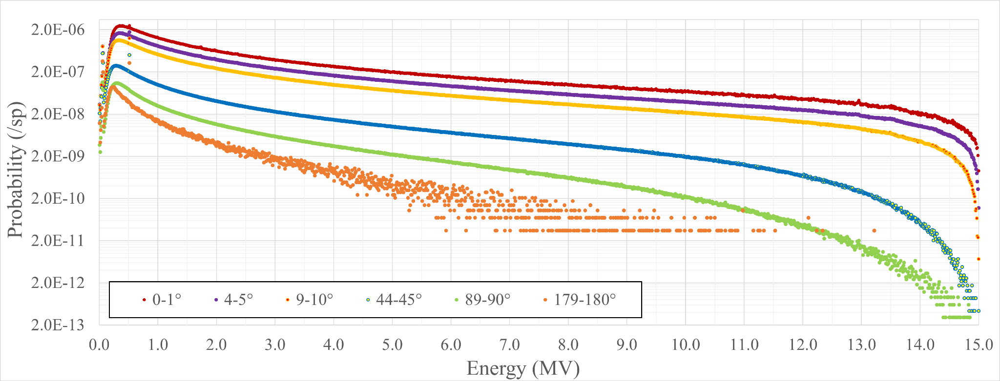 Probability (/sp)
2.0E-06
2.0E-07
2.0E-08
2.0E-09
2.0E-10
2.0E-11
2.0E-12
2.0E-13
0-1° 4-5° 9-10° 44-45° 89-90° 179-180°
0.0 1.0 2.0 3.0 4.0 5.0 6.0 7.0 8.0 9.0 10.0 11.0 12.0 13.0 14.0 15.0
Energy (MV)